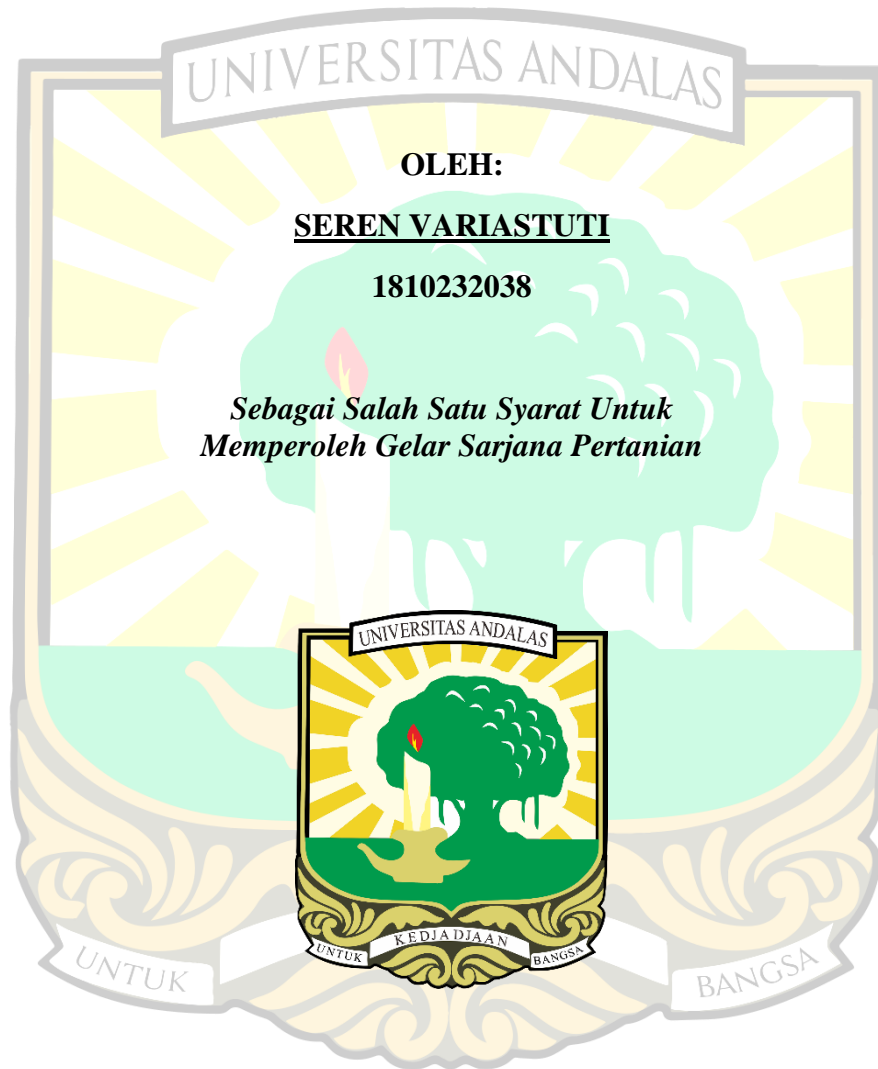 UNIVERSITAS ANDALAS
OLEH:
SEREN VARIASTUTI
1810232038
Sebagai Salah Satu Syarat Untuk
Memperoleh Gelar Sarjana Pertanian
UNIVERSITAS ANDALAS
UNTUK KEDJADJAAN BANGSA
UNTUK BANGSA